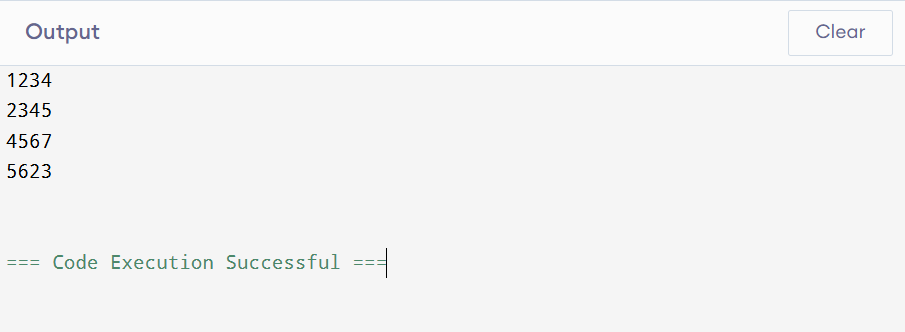 Output
Clear
1234
2345
4567
5623
=== Code Execution Successful ===